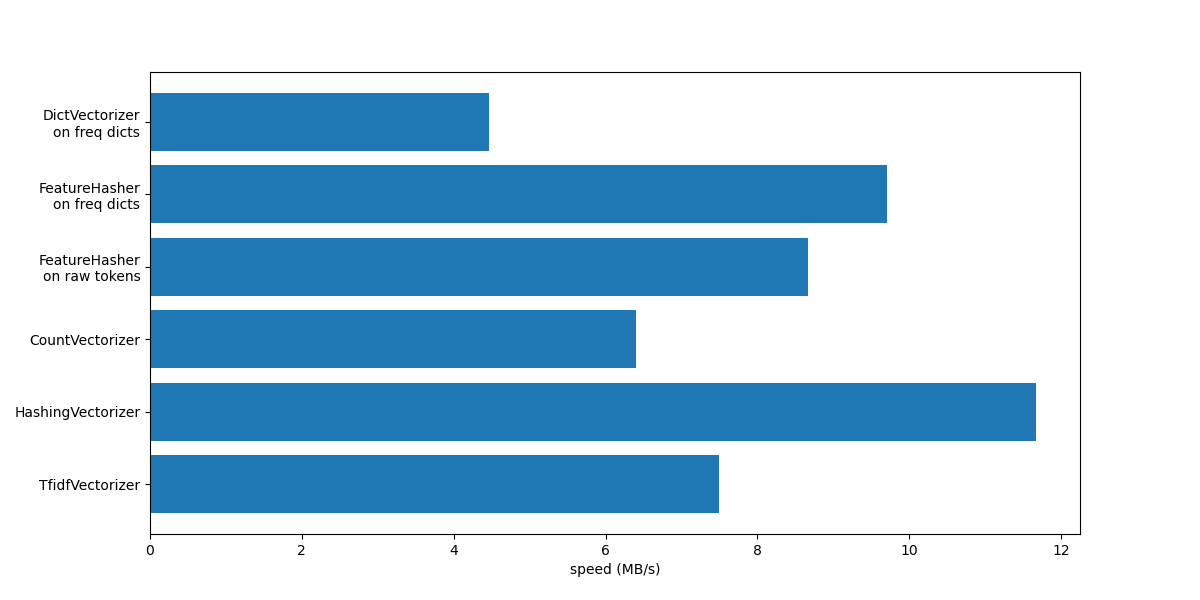 DictVectorizer
on freq dicts
FeatureHasher
on freq dicts
FeatureHasher
on raw tokens
CountVectorizer
HashingVectorizer
TfidfVectorizer
0 2 4 6 8 10 12
speed (MB/s)